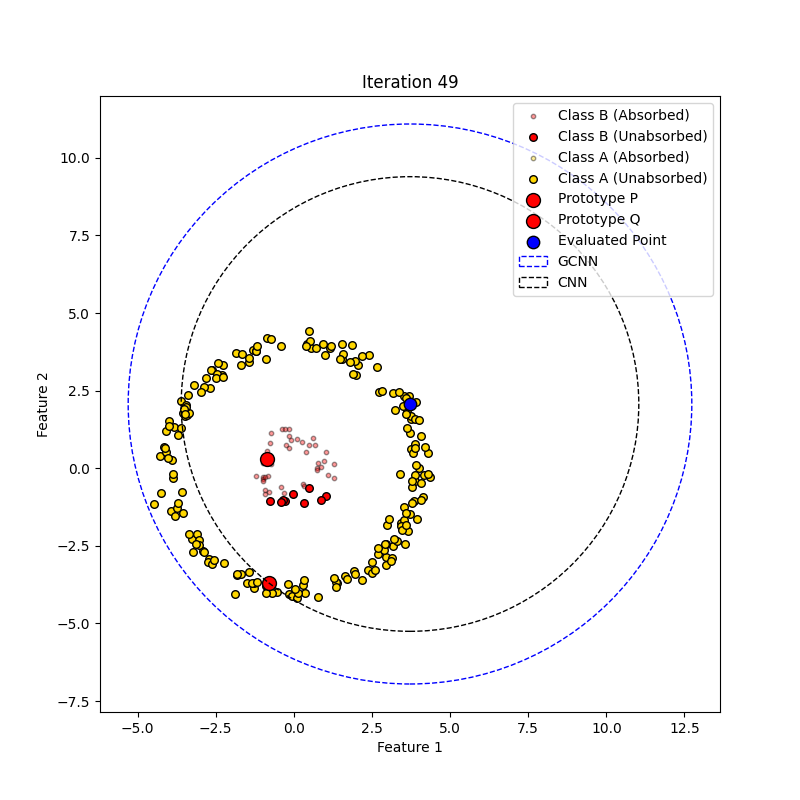 Iteration 49
Class B (Absorbed)
Class B (Unabsorbed)
Class A (Absorbed)
Class A (Unabsorbed)
Prototype P
Prototype Q
Evaluated Point
GCNN
CNN
10.0
7.5
5.0
2.5
0.0
−2.5
−5.0
−7.5
Feature 2
−5.0 −2.5 0.0 2.5 5.0 7.5 10.0 12.5
Feature 1